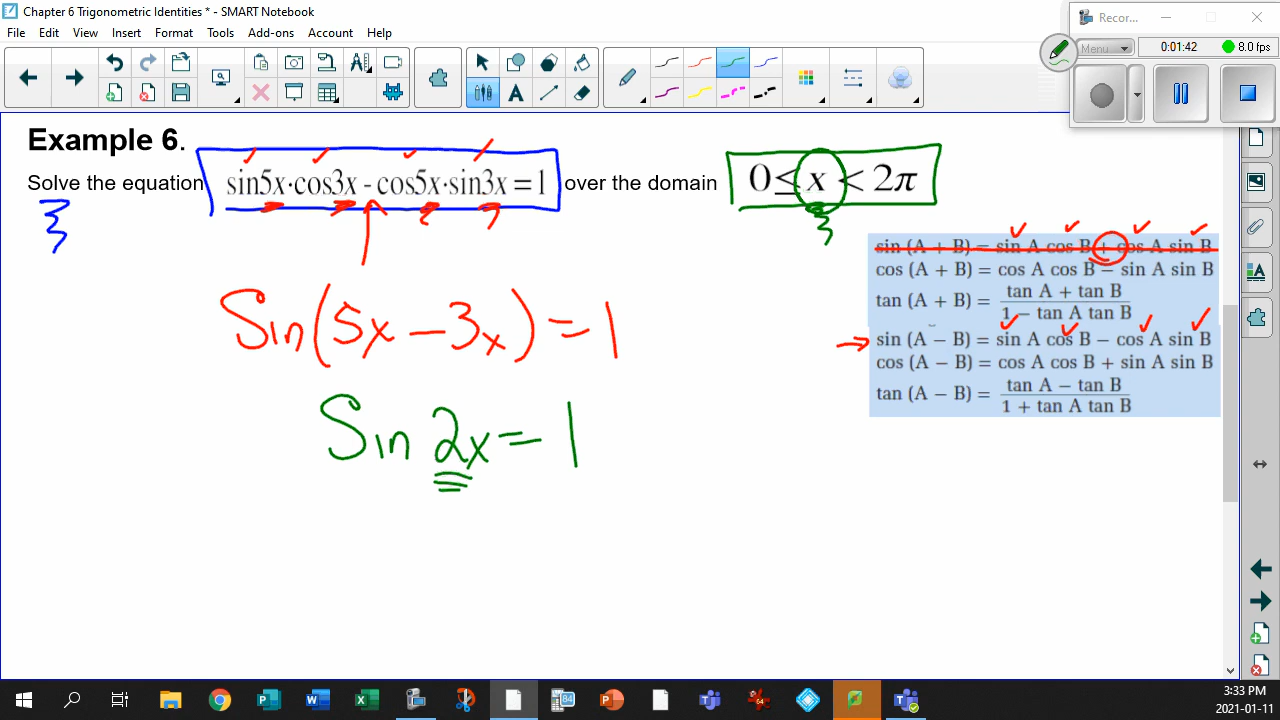 Chapter 6 Trigonometric Identities * - SMART Notebook
Recor...
File Edit View Insert Format Tools Add-ons Account Help
Menu
0:01:42
8.0 fps
Example 6.
Solve the equation sin5x·cos3x - cos5x·sin3x = 1 over the domain 0 ≤ x < 2π
sin (A + B) = sin A cos B + cos A sin B
cos (A + B) = cos A cos B − sin A sin B
tan (A + B) = tan A + tan B / 1 − tan A tan B
sin (A − B) = sin A cos B − cos A sin B
cos (A − B) = cos A cos B + sin A sin B
tan (A − B) = tan A − tan B / 1 + tan A tan B
Sin(5x − 3x) = 1
Sin 2x = 1
3:33 PM
2021-01-11